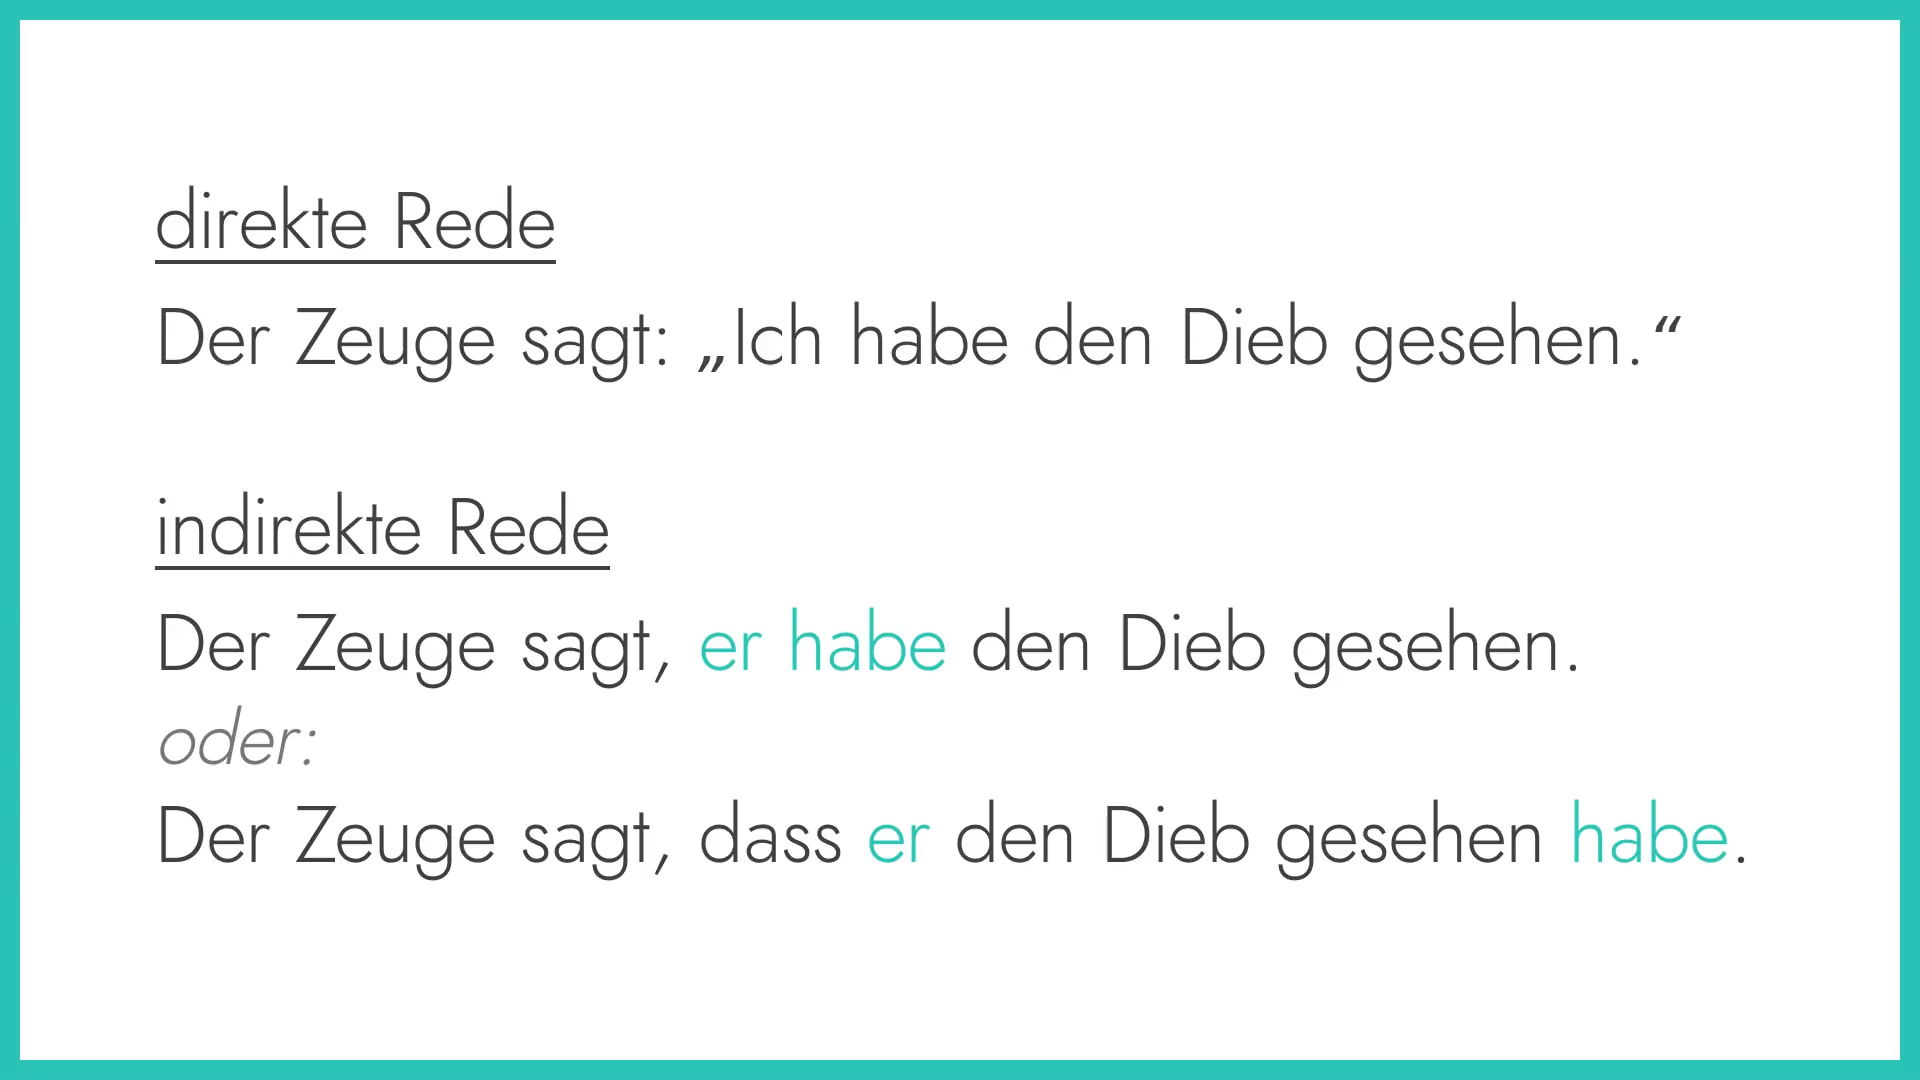 direkte Rede
Der Zeuge sagt: „Ich habe den Dieb gesehen.“
indirekte Rede
Der Zeuge sagt, er habe den Dieb gesehen.
oder:
Der Zeuge sagt, dass er den Dieb gesehen habe.